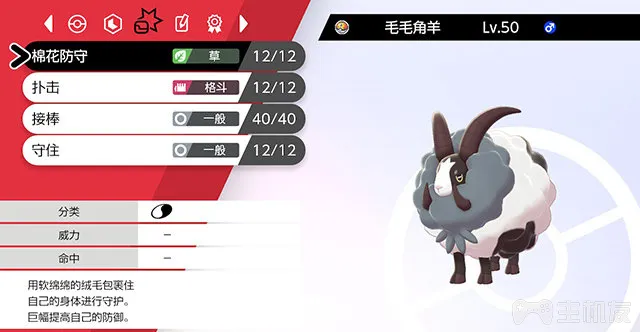 毛毛角羊 Lv.50
棉花防守 草 12/12
扑击 格斗 12/12
接棒 一般 40/40
守住 一般 12/12
分类
威力 —
命中 —
用软绵绵的绒毛包裹住
自己的身体进行守护。
巨幅提高自己的防御。
主机友